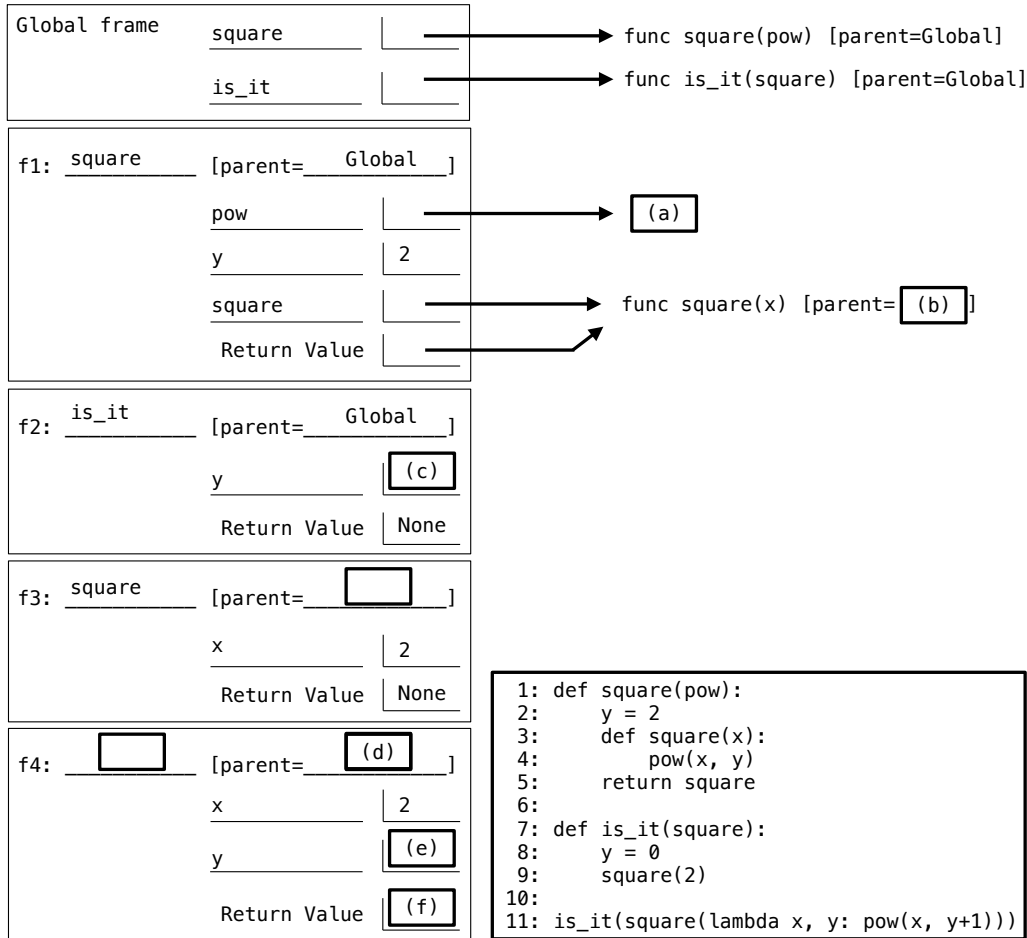 Global frame
square
func square(pow) [parent=Global]
is_it
func is_it(square) [parent=Global]
f1: square [parent=Global]
pow
(a)
y 2
square
func square(x) [parent= (b) ]
Return Value
f2: is_it [parent=Global]
y (c)
Return Value None
f3: square [parent=___________]
x 2
Return Value None
f4: ___________ [parent= (d) ]
x 2
y (e)
Return Value (f)
1: def square(pow):
2:     y = 2
3:     def square(x):
4:         pow(x, y)
5:     return square
6:
7: def is_it(square):
8:     y = 0
9:     square(2)
10:
11: is_it(square(lambda x, y: pow(x, y+1)))